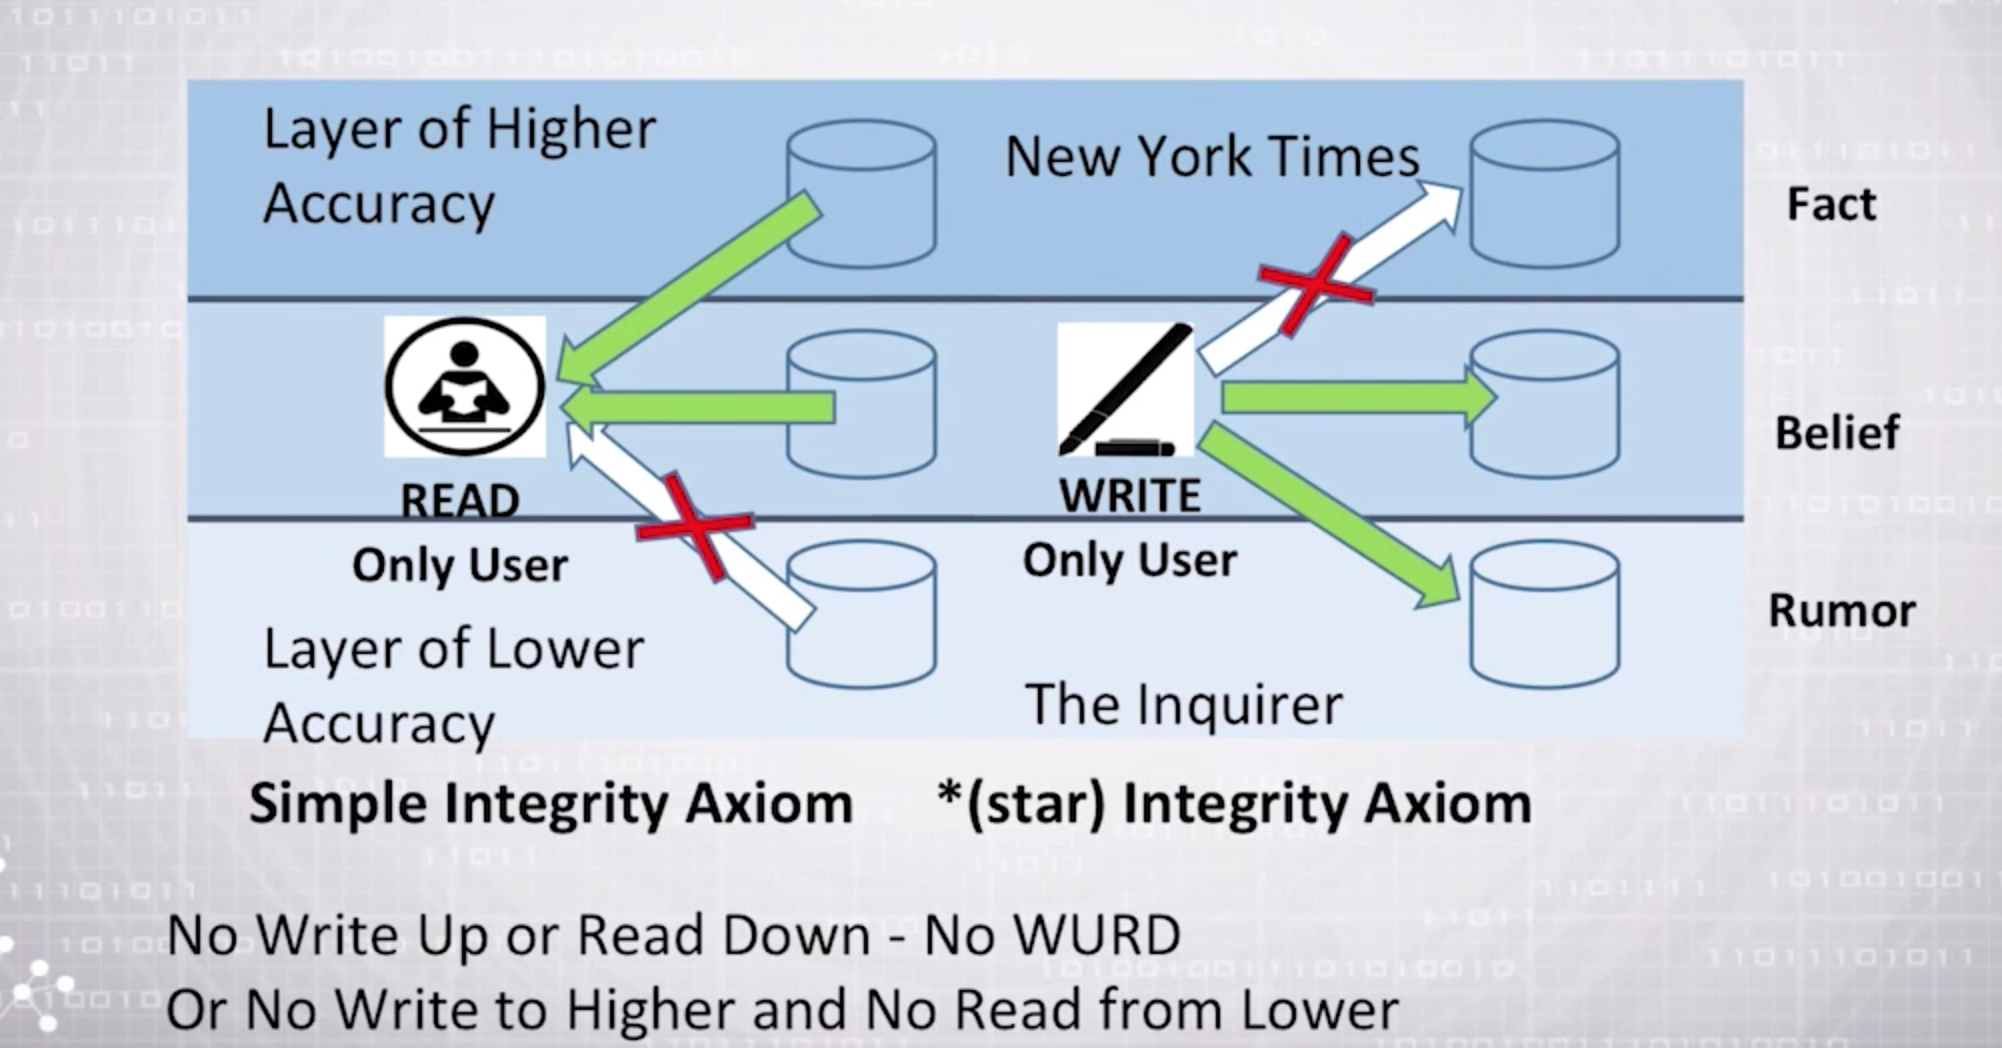 Layer of Higher
Accuracy
New York Times
Fact
READ
Only User
WRITE
Only User
Belief
Layer of Lower
Accuracy
The Inquirer
Rumor
Simple Integrity Axiom
*(star) Integrity Axiom
No Write Up or Read Down - No WURD
Or No Write to Higher and No Read from Lower